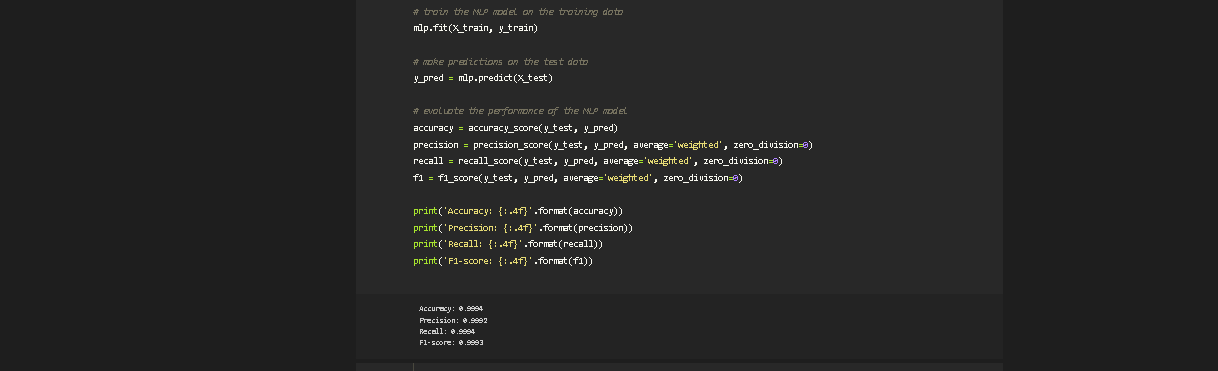 # train the MLP model on the training data
mlp.fit(X_train, y_train)
# make predictions on the test data
y_pred = mlp.predict(X_test)
# evaluate the performance of the MLP model
accuracy = accuracy_score(y_test, y_pred)
precision = precision_score(y_test, y_pred, average='weighted', zero_division=0)
recall = recall_score(y_test, y_pred, average='weighted', zero_division=0)
f1 = f1_score(y_test, y_pred, average='weighted', zero_division=0)
print('Accuracy: {:.4f}'.format(accuracy))
print('Precision: {:.4f}'.format(precision))
print('Recall: {:.4f}'.format(recall))
print('F1-score: {:.4f}'.format(f1))
Accuracy: 0.9994
Precision: 0.9992
Recall: 0.9994
F1-score: 0.9993